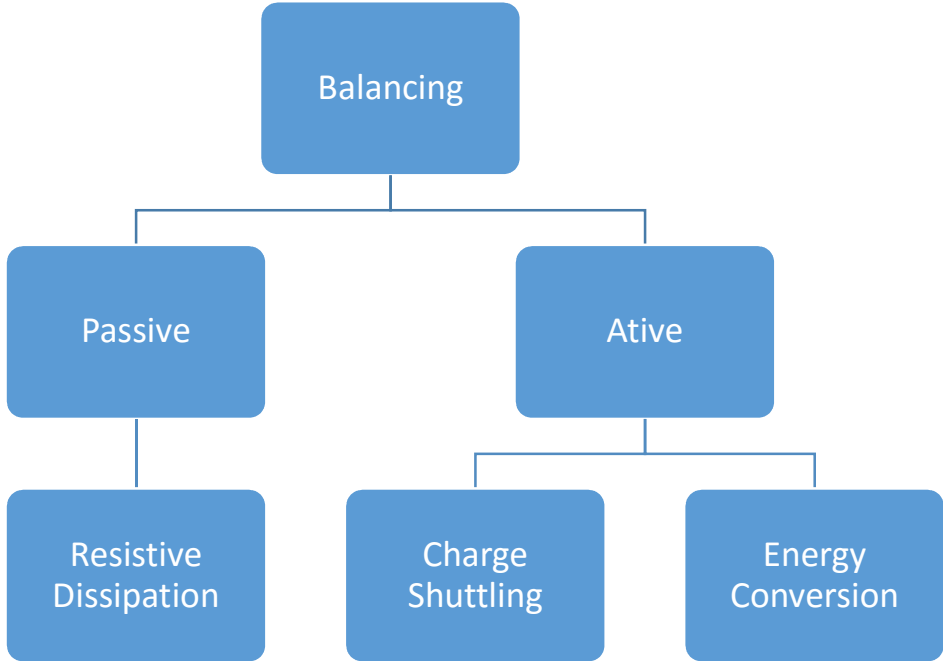 Balancing
Passive
Ative
Resistive
Dissipation
Charge
Shuttling
Energy
Conversion